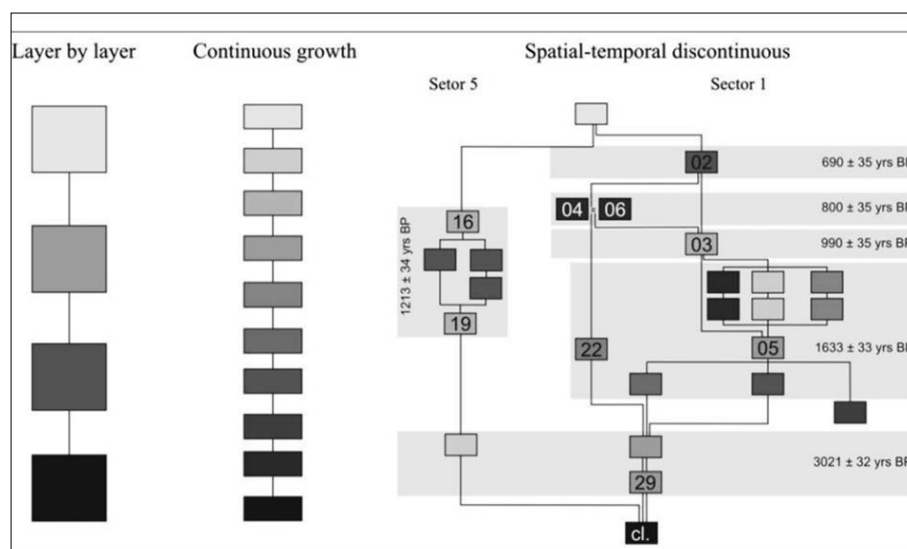 Layer by layer
Continuous growth
Spatial-temporal discontinuous
Setor 5
Sector 1
02
690 ± 35 yrs BP
04
06
800 ± 35 yrs BP
16
03
990 ± 35 yrs BP
1213 ± 34 yrs BP
19
22
05
1633 ± 33 yrs BP
3021 ± 32 yrs BP
29
cl.